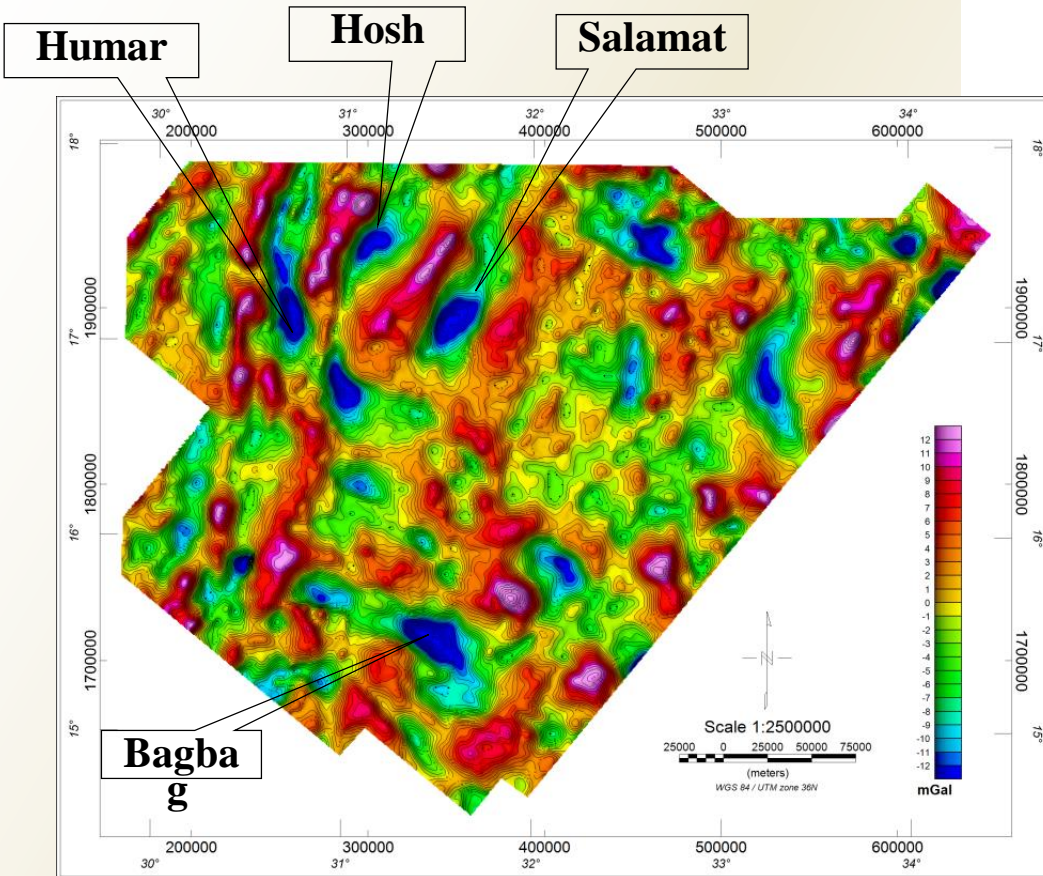 Humar
Hosh
Salamat
30° 31° 32° 33° 34°
200000 300000 400000 500000 600000
18° 18°
1900000 1900000
17° 17°
1800000 1800000
16° 16°
1700000 1700000
15° 15°
12
11
10
9
8
7
6
5
4
3
2
1
0
-1
-2
-3
-4
-5
-6
-7
-8
-9
-10
-11
-12
mGal
N
Scale 1:2500000
25000 0 25000 50000 75000
(meters)
WGS 84 / UTM zone 36N
Bagba
g
200000 300000 400000 500000 600000
30° 31° 32° 33° 34°